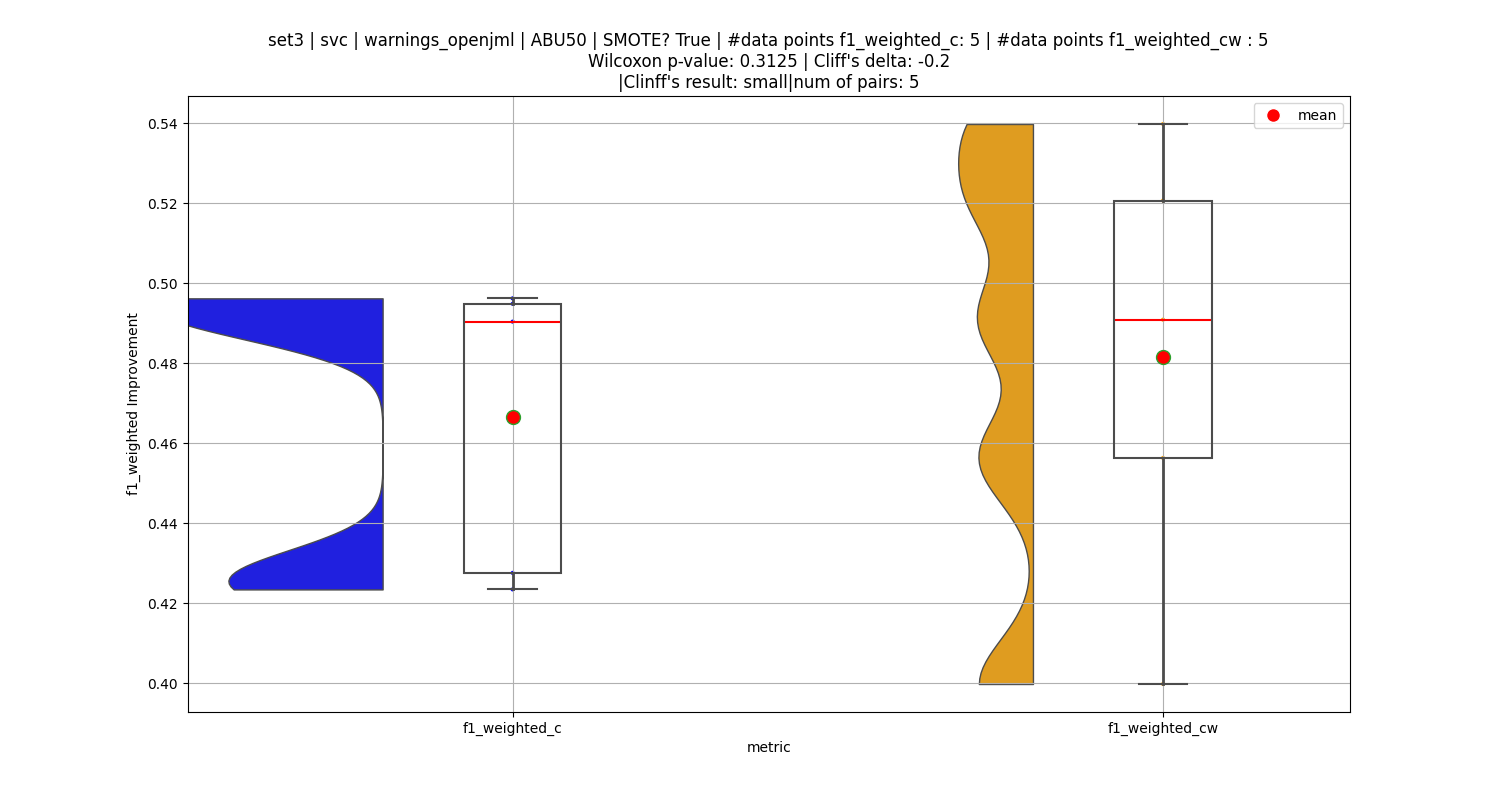 set3 | svc | warnings_openjml | ABU50 | SMOTE? True | #data points f1_weighted_c: 5 | #data points f1_weighted_cw : 5
Wilcoxon p-value: 0.3125 | Cliff's delta: -0.2
|Clinff's result: small|num of pairs: 5
mean
0.54
0.52
0.50
0.48
0.46
0.44
0.42
0.40
f1_weighted Improvement
f1_weighted_c
f1_weighted_cw
metric